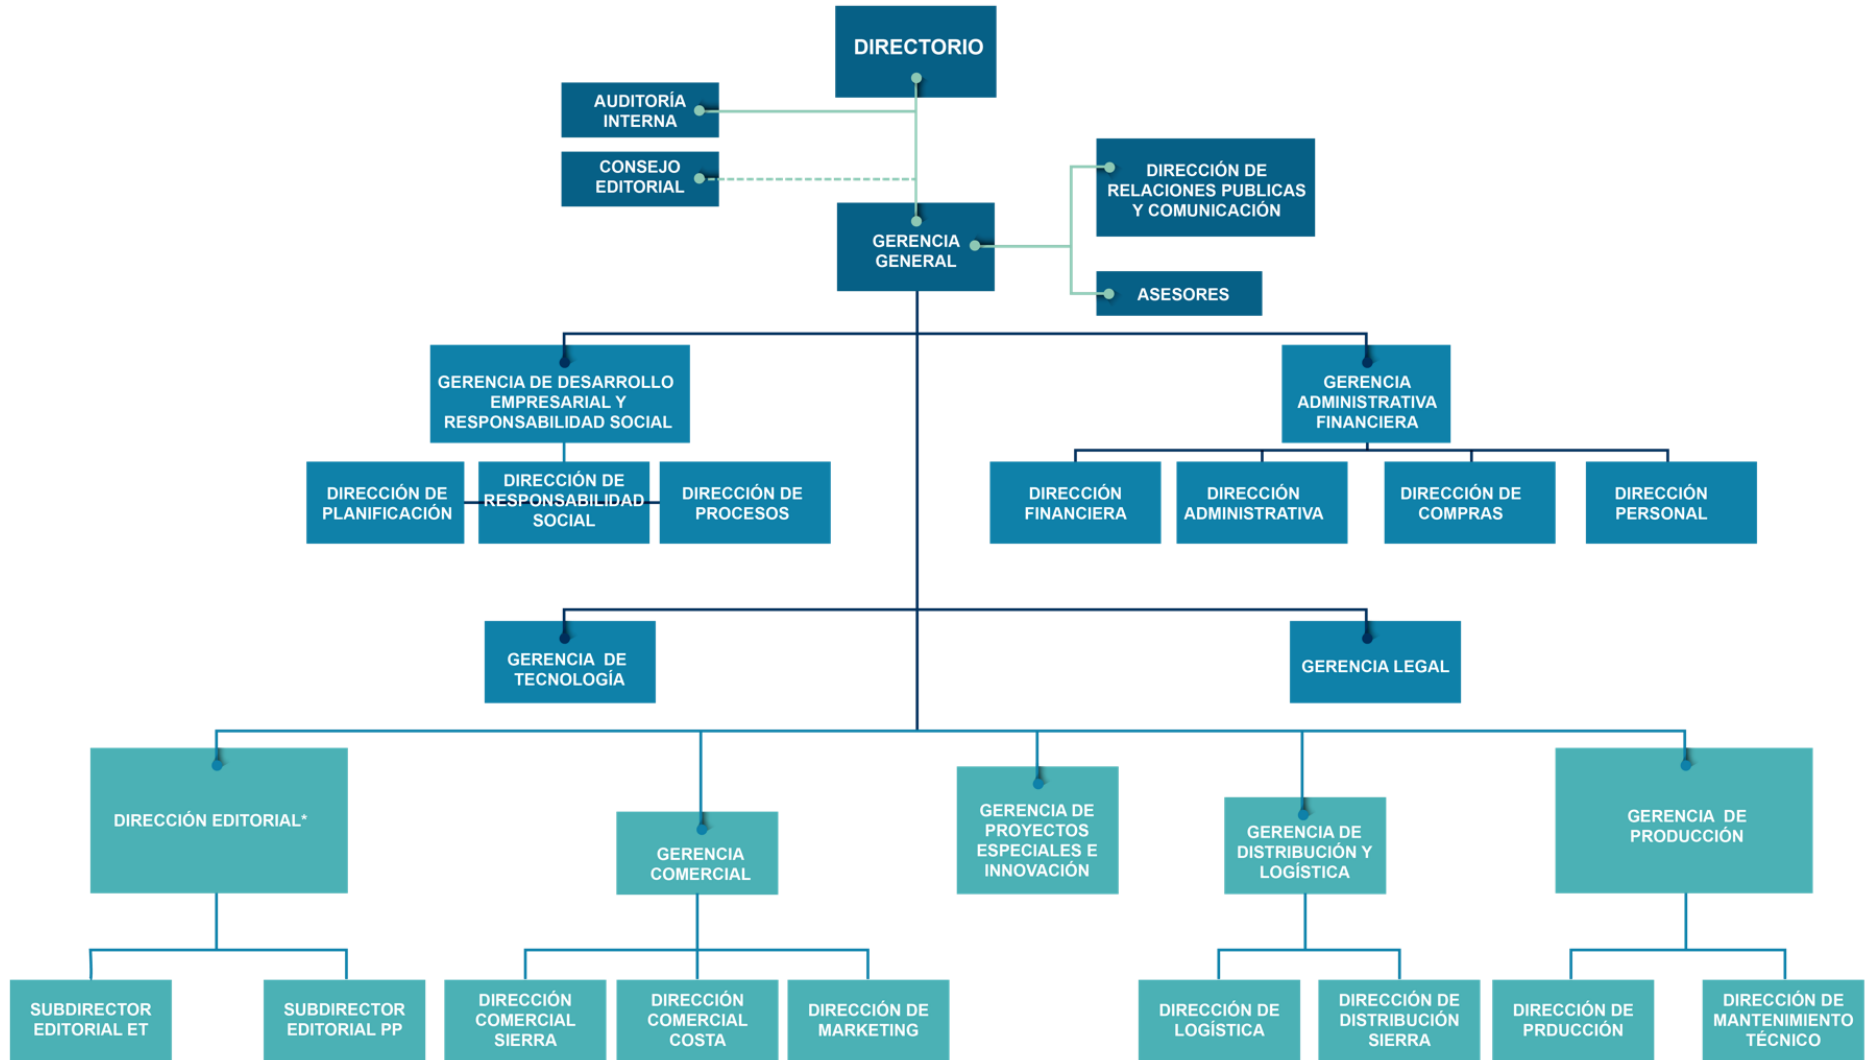 DIRECTORIO
AUDITORÍA
INTERNA
CONSEJO
EDITORIAL
DIRECCIÓN DE
RELACIONES PUBLICAS
Y COMUNICACIÓN
GERENCIA
GENERAL
ASESORES
GERENCIA DE DESARROLLO
EMPRESARIAL Y
RESPONSABILIDAD SOCIAL
GERENCIA
ADMINISTRATIVA
FINANCIERA
DIRECCIÓN DE
PLANIFICACIÓN
DIRECCIÓN DE
RESPONSABILIDAD
SOCIAL
DIRECCIÓN DE
PROCESOS
DIRECCIÓN
FINANCIERA
DIRECCIÓN
ADMINISTRATIVA
DIRECCIÓN DE
COMPRAS
DIRECCIÓN
PERSONAL
GERENCIA DE
TECNOLOGÍA
GERENCIA LEGAL
DIRECCIÓN EDITORIAL*
GERENCIA
COMERCIAL
GERENCIA DE
PROYECTOS
ESPECIALES E
INNOVACIÓN
GERENCIA DE
DISTRIBUCIÓN Y
LOGÍSTICA
GERENCIA DE
PRODUCCIÓN
SUBDIRECTOR
EDITORIAL ET
SUBDIRECTOR
EDITORIAL PP
DIRECCIÓN
COMERCIAL
SIERRA
DIRECCIÓN
COMERCIAL
COSTA
DIRECCIÓN DE
MARKETING
DIRECCIÓN DE
LOGÍSTICA
DIRECCIÓN DE
DISTRIBUCIÓN
SIERRA
DIRECCIÓN DE
PRDUCCIÓN
DIRECCIÓN DE
MANTENIMIENTO
TÉCNICO